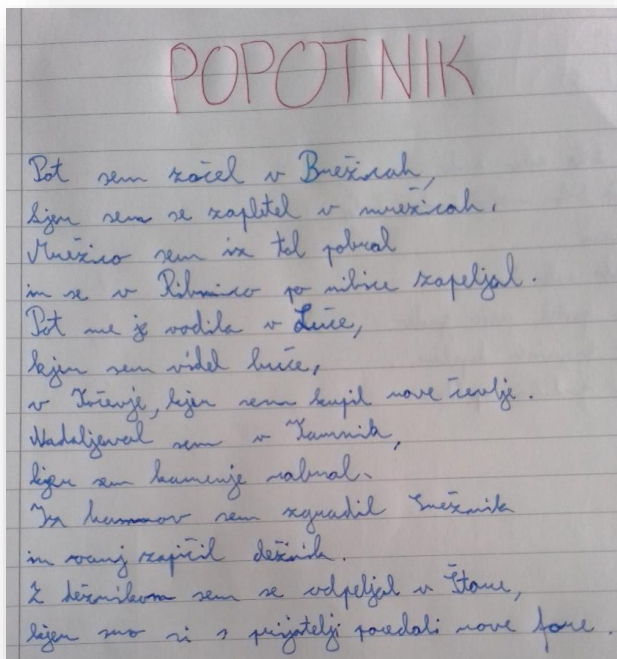 POPOTNIK
Pot sem začel v Brežicah,
kjer sem se zapletel v mrežicah.
Mrežico sem iz tal pobral
in se v Ribnico po ribice zapeljal.
Pot me je vodila v Luče,
kjer sem videl luče,
v Kočevje, kjer sem kupil nove čevlje.
Nadaljeval sem v Kamnik,
kjer sem kamenje nabral.
Iz kamnov sem zgradil Snežnik
in vanj zapičil dežnik.
Z dežnikom sem se odpeljal v Štore,
kjer smo si s prijatelji povedali nove fore.